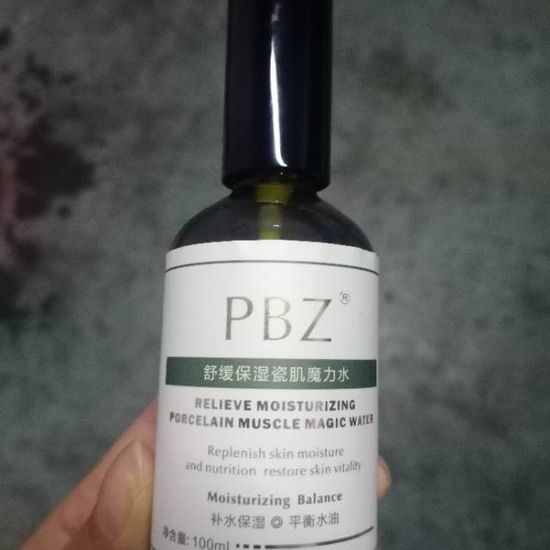 PBZ®
舒缓保湿瓷肌魔力水
RELIEVE MOISTURIZING
PORCELAIN MUSCLE MAGIC WATER
Replenish skin moisture
and nutrition restore skin vitality
Moisturizing Balance
补水保湿 ◎ 平衡水油
净含量: 100ml